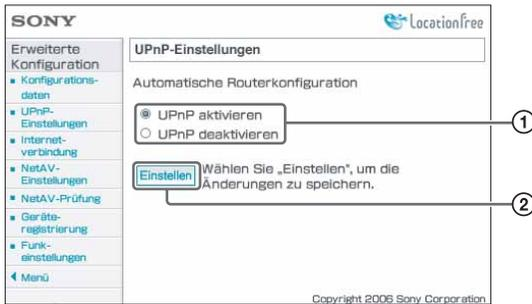 SONY
LocationFree
Erweiterte
Konfiguration
Konfigurations-
daten
UPnP-
Einstellungen
Internet-
verbindung
NetAV-
Einstellungen
NetAV-Prüfung
Geräte-
registrierung
Funk-
einstellungen
Menü
UPnP-Einstellungen
Automatische Routerkonfiguration
UPnP aktivieren
UPnP deaktivieren
1
Einstellen
Wählen Sie „Einstellen", um die
Änderungen zu speichern.
2
Copyright 2006 Sony Corporation